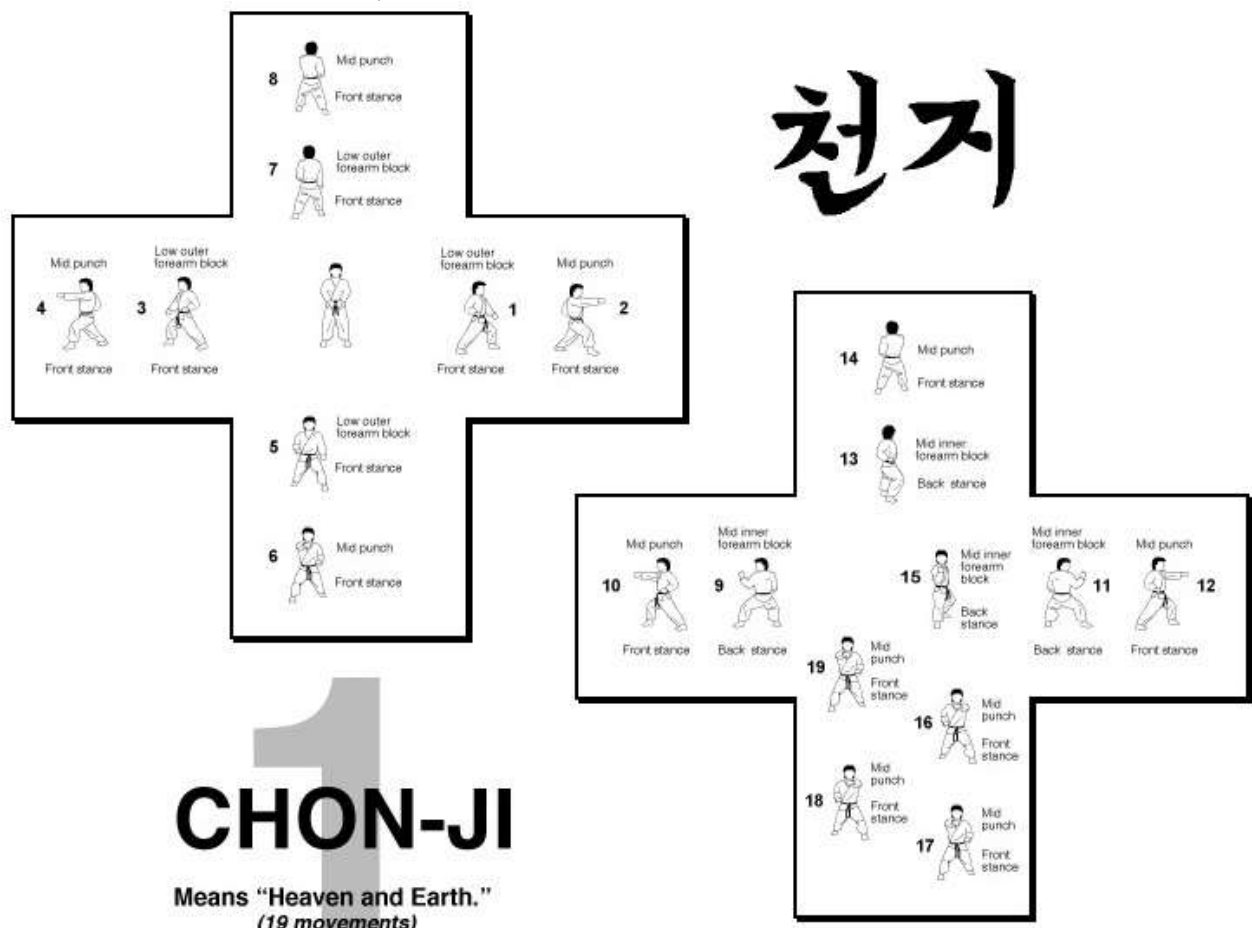 8
Mid punch
Front stance
7
Low outer
forearm block
Front stance
4
Mid punch
Front stance
3
Low outer
forearm block
Front stance
Low outer
forearm block
1
Front stance
Mid punch
2
Front stance
5
Low outer
forearm block
Front stance
6
Mid punch
Front stance
천지
14
Mid punch
Front stance
13
Mid inner
forearm block
Back stance
10
Mid punch
Front stance
9
Mid inner
forearm block
Back stance
15
Mid inner
forearm
block
Back
stance
Mid inner
forearm block
11
Back stance
Mid punch
12
Front stance
19
Mid
punch
Front
stance
16
Mid
punch
Front
stance
18
Mid
punch
Front
stance
17
Mid
punch
Front
stance
1
CHON-JI
Means “Heaven and Earth.”
(19 movements)